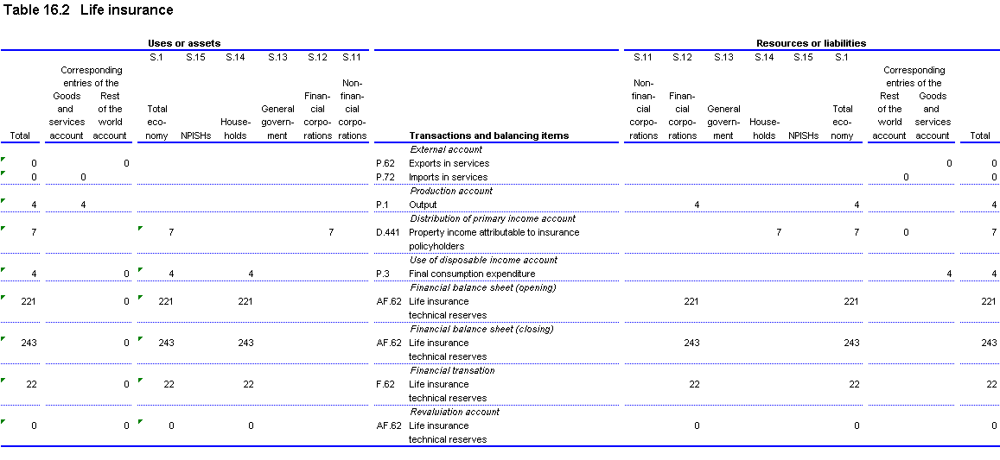 Table 16.2 Life insurance
Uses or assets Resources or liabilities
S.1 S.15 S.14 S.13 S.12 S.11 S.11 S.12 S.13 S.14 S.15 S.1
Corresponding Corresponding
entries of the Non- entries of the
Goods Rest Finan- finan- Non- Finan- Rest Goods
and of the Total General cial cial finan- cial General Total of the and
services world eco- House- govern- corpo- corpo- cial corpo- govern- House- eco- world services
Total account account nomy NPISHs holds ment rations rations Transactions and balancing items corpo- rations ment holds NPISHs nomy account account Total
rations
External account
0 0 P.62 Exports in services 0 0
0 0 P.72 Imports in services 0 0
Production account
4 4 P.1 Output 4 4 4
Distribution of primary income account
7 7 7 D.441 Property income attributable to insurance 7 7 0 7
policyholders
Use of disposable income account
4 0 4 4 P.3 Final consumption expenditure 4 4
Financial balance sheet (opening)
221 0 221 221 AF.62 Life insurance 221 221 221
technical reserves
Financial balance sheet (closing)
243 0 243 243 AF.62 Life insurance 243 243 243
technical reserves
Financial transation
22 0 22 22 F.62 Life insurance 22 22 22
technical reserves
Revaluiation account
0 0 0 0 AF.62 Life insurance 0 0 0
technical reserves